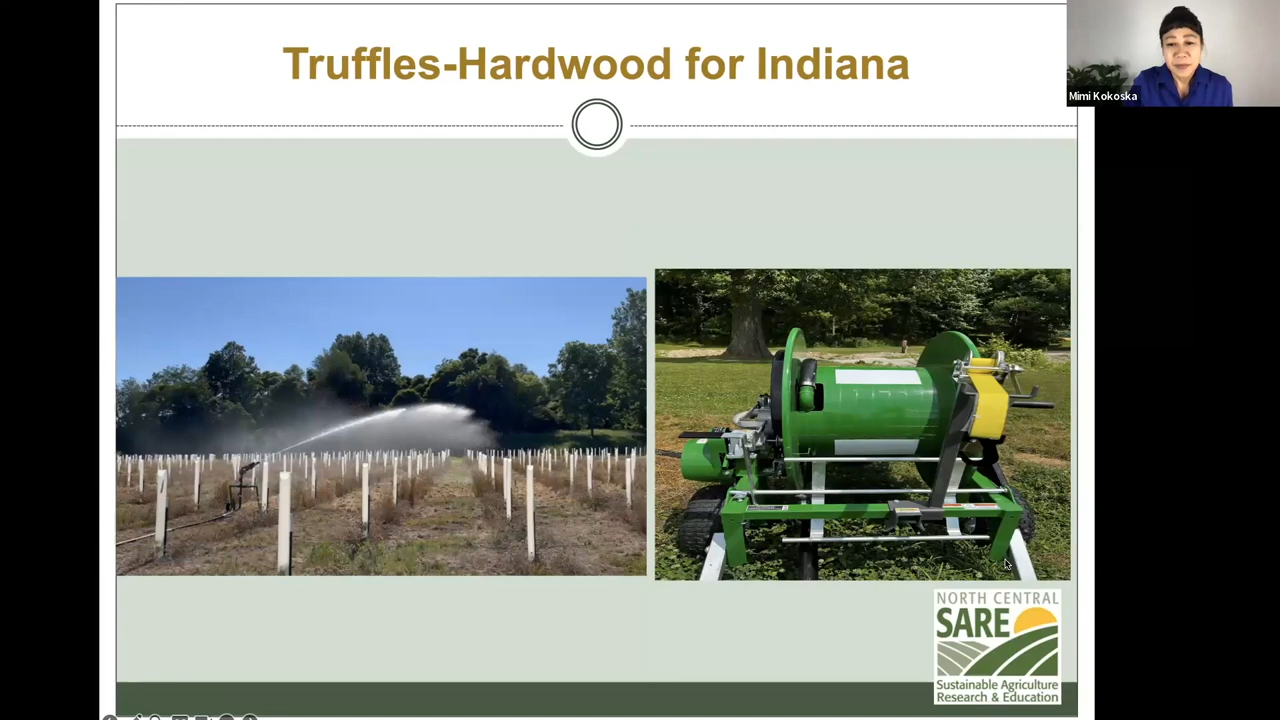 Truffles-Hardwood for Indiana
Mimi Kokoska
NORTH CENTRAL
SARE
Sustainable Agriculture
Research & Education